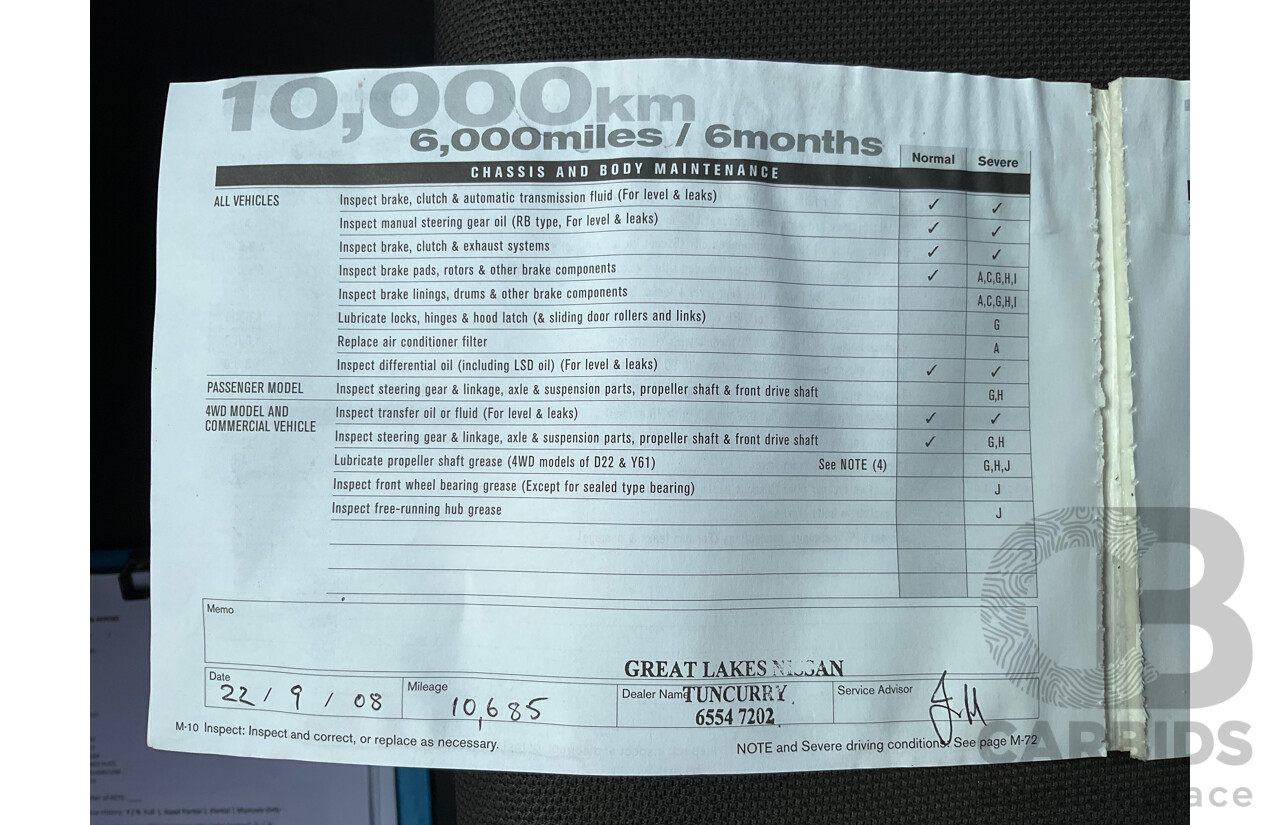 10,000km
6,000miles / 6months
Normal Severe
CHASSIS AND BODY MAINTENANCE
ALL VEHICLES Inspect brake, clutch & automatic transmission fluid (For level & leaks) ✓ ✓
Inspect manual steering gear oil (RB type, For level & leaks) ✓ ✓
Inspect brake, clutch & exhaust systems ✓ ✓
Inspect brake pads, rotors & other brake components ✓ A,C,G,H,I
Inspect brake linings, drums & other brake components A,C,G,H,I
Lubricate locks, hinges & hood latch (& sliding door rollers and links) G
Replace air conditioner filter A
Inspect differential oil (including LSD oil) (For level & leaks) ✓ ✓
PASSENGER MODEL Inspect steering gear & linkage, axle & suspension parts, propeller shaft & front drive shaft G,H
4WD MODEL AND Inspect transfer oil or fluid (For level & leaks) ✓ ✓
COMMERCIAL VEHICLE Inspect steering gear & linkage, axle & suspension parts, propeller shaft & front drive shaft ✓ G,H
Lubricate propeller shaft grease (4WD models of D22 & Y61) See NOTE (4) G,H,J
Inspect front wheel bearing grease (Except for sealed type bearing) J
Inspect free-running hub grease J
Memo
GREAT LAKES NISSAN
Date 22 / 9 / 08 Mileage 10,685 Dealer Name TUNCURRY Service Advisor
6554 7202
M-10 Inspect: Inspect and correct, or replace as necessary. NOTE and Severe driving conditions: See page M-72
CB
CARBIDS
ace